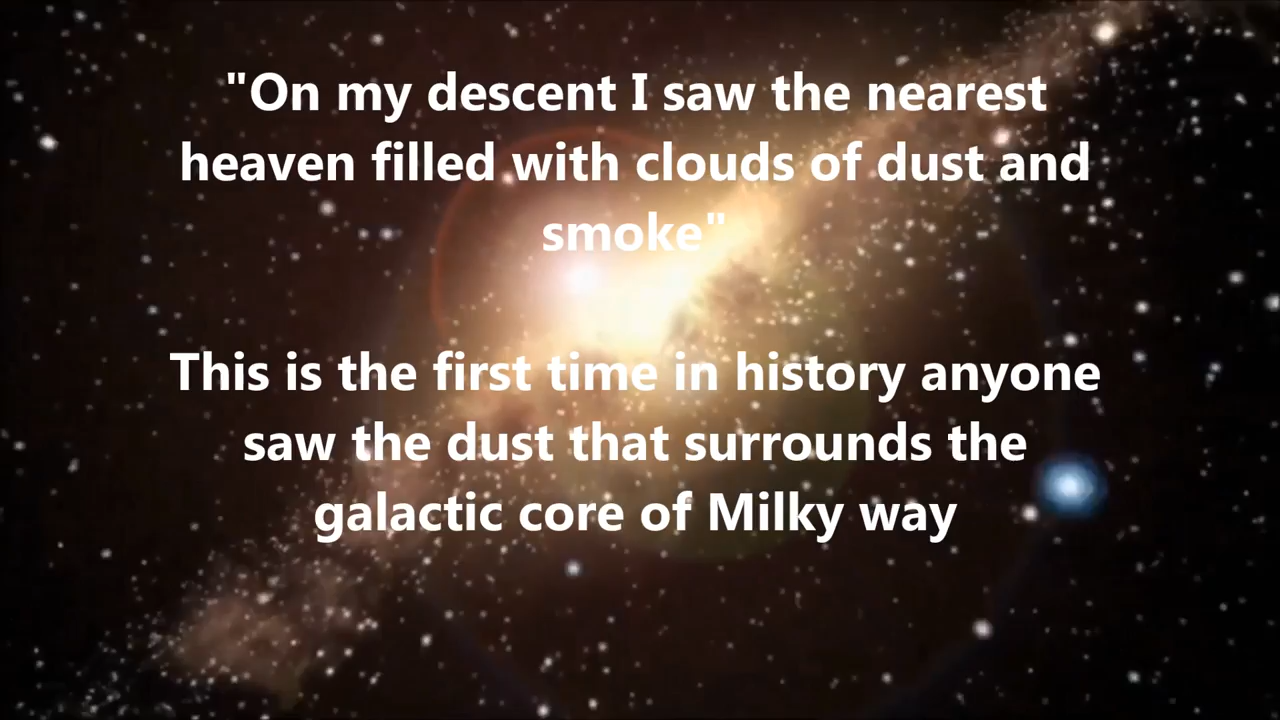 "On my descent I saw the nearest
heaven filled with clouds of dust and
smoke"
This is the first time in history anyone
saw the dust that surrounds the
galactic core of Milky way